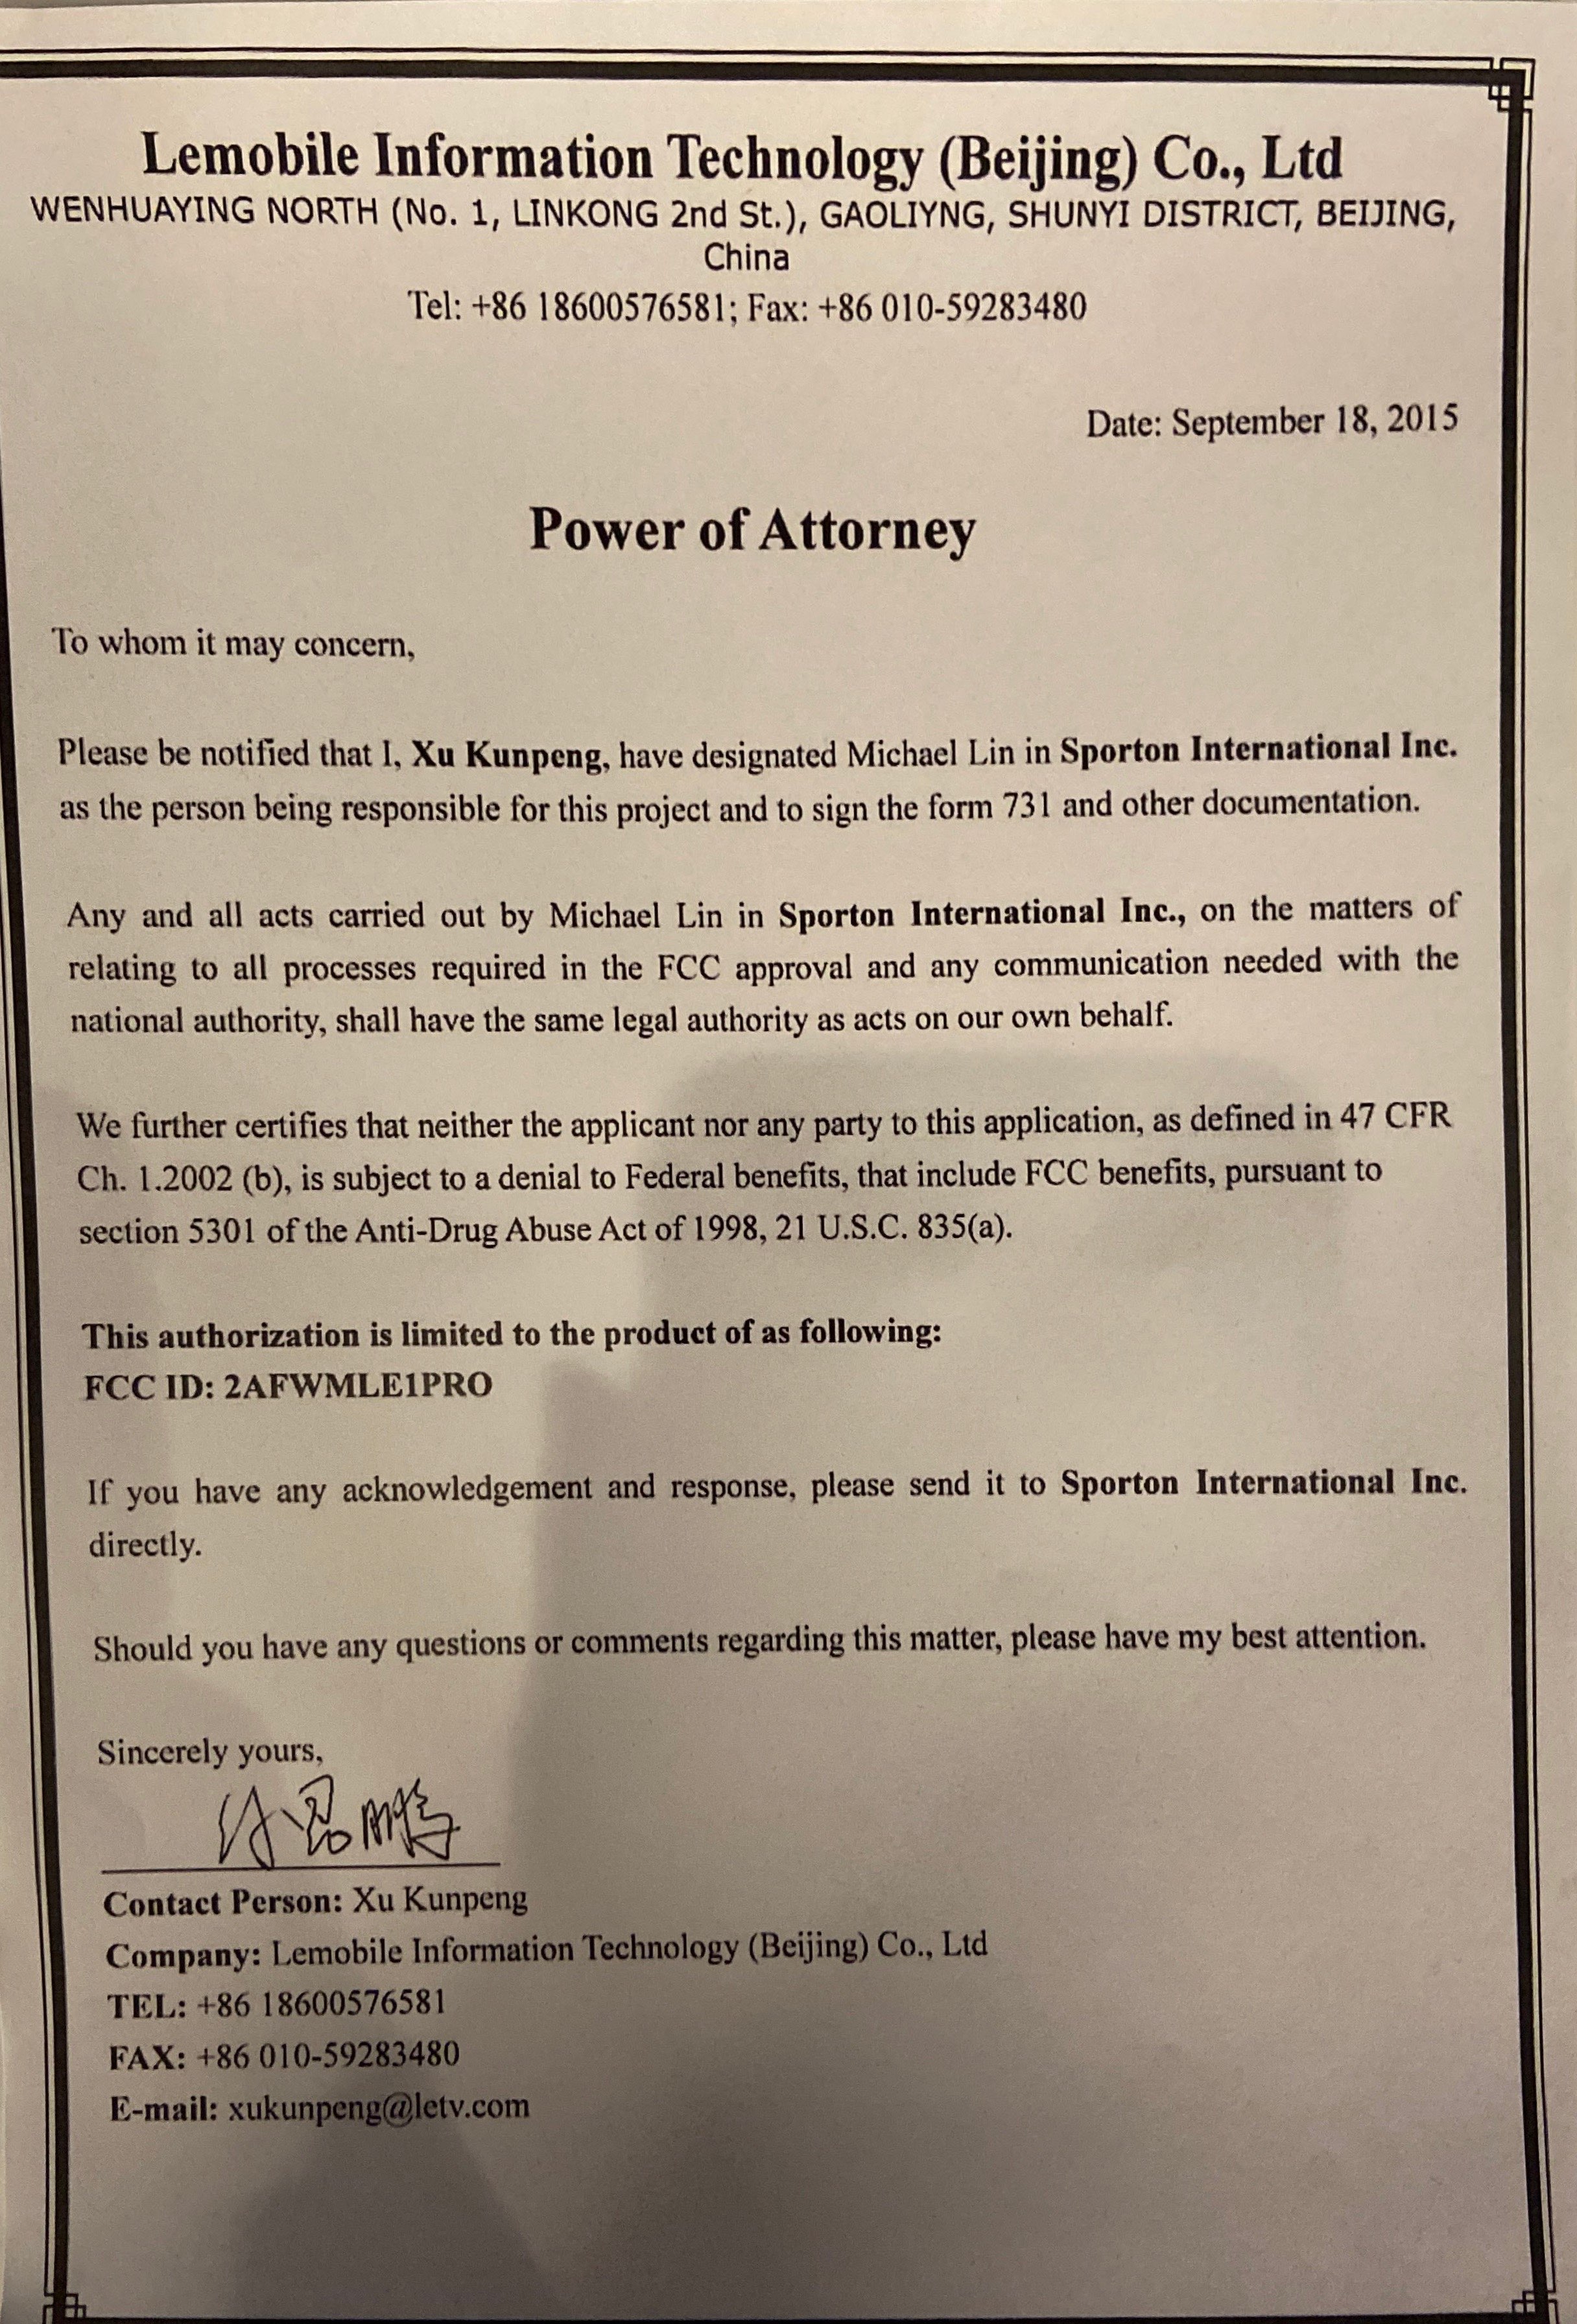 Lemobile Information Technology (Beijing) Co., Ltd
WENHUAYING NORTH (No. 1, LINKONG 2nd St.), GAOLIYNG, SHUNYI DISTRICT, BEIJING,
China
Tel: +86 18600576581; Fax: +86 010-59283480
Date: September 18, 2015
Power of Attorney
To whom it may concern,
Please be notified that I, Xu Kunpeng, have designated Michael Lin in Sporton International Inc.
as the person being responsible for this project and to sign the form 731 and other documentation.
Any and all acts carried out by Michael Lin in Sporton International Inc., on the matters of
relating to all processes required in the FCC approval and any communication needed with the
national authority, shall have the same legal authority as acts on our own behalf.
We further certifies that neither the applicant nor any party to this application, as defined in 47 CFR
Ch. 1.2002 (b), is subject to a denial to Federal benefits, that include FCC benefits, pursuant to
section 5301 of the Anti-Drug Abuse Act of 1998, 21 U.S.C. 835(a).
This authorization is limited to the product of as following:
FCC ID: 2AFWMLE1PRO
If you have any acknowledgement and response, please send it to Sporton International Inc.
directly.
Should you have any questions or comments regarding this matter, please have my best attention.
Sincerely yours,
Contact Person: Xu Kunpeng
Company: Lemobile Information Technology (Beijing) Co., Ltd
TEL: +86 18600576581
FAX: +86 010-59283480
E-mail: xukunpeng@letv.com